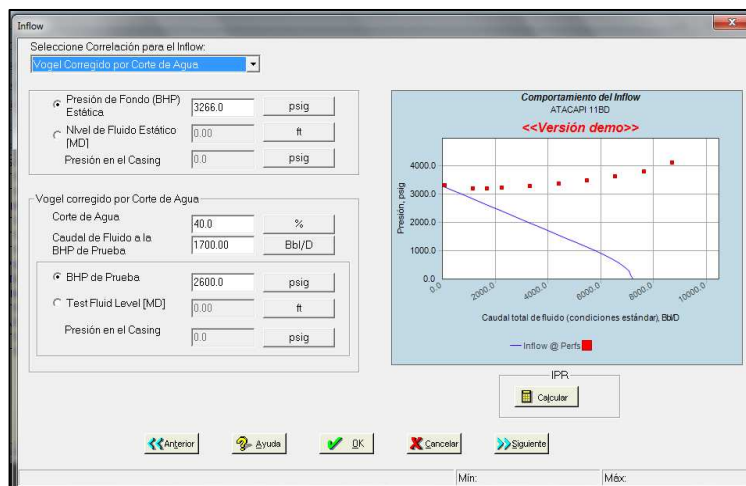 Inflow
Seleccione Correlación para el Inflow:
Vogel Corregido por Corte de Agua
Presión de Fondo (BHP) Estática 3266.0 psig
NIvel de Fluido Estático [MD] 0.00 ft
Presión en el Casing 0.0 psig
Vogel corregido por Corte de Agua
Corte de Agua 40.0 %
Caudal de Fluido a la BHP de Prueba 1700.00 Bbl/D
BHP de Prueba 2600.0 psig
Test Fluid Level [MD] 0.00 ft
Presión en el Casing 0.0 psig
Comportamiento del Inflow
ATACAPI 11BD
<<Versión demo>>
Presión, psig
4000.0
3000.0
2000.0
1000.0
0.0
0.0 2000.0 4000.0 6000.0 8000.0 10000.0
Caudal total de fluido (condiciones estándar), Bbl/D
Inflow @ Perfs
IPR
Calcular
Anterior Ayuda OK Cancelar Siguiente
Mín: Máx: